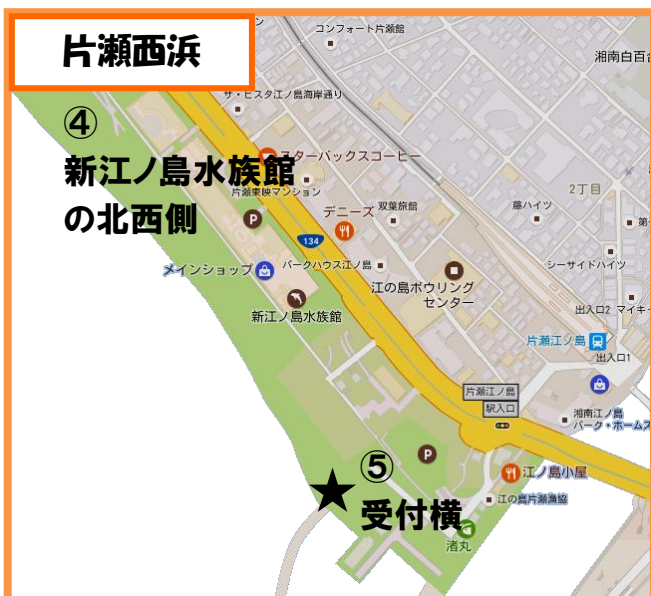 片瀬西浜
コンフォート片瀬館
湘南白百合
ザ・ビスタ江ノ島海岸通り
④
新江ノ島水族館
の北西側
スターバックスコーヒー
片瀬東映マンション
P
デニーズ
双葉旅館
2丁目
藤ハイツ
134
メインショップ
パークハウス江ノ島
江の島ボウリング
センター
シーサイドハイツ
新江ノ島水族館
出入口2
マイキ
片瀬江ノ島
出入口1
片瀬江ノ島
駅入口
湘南江ノ島
パーク・ホームズ
⑤
受付横
P
江ノ島小屋
江の島片瀬漁協
渚丸